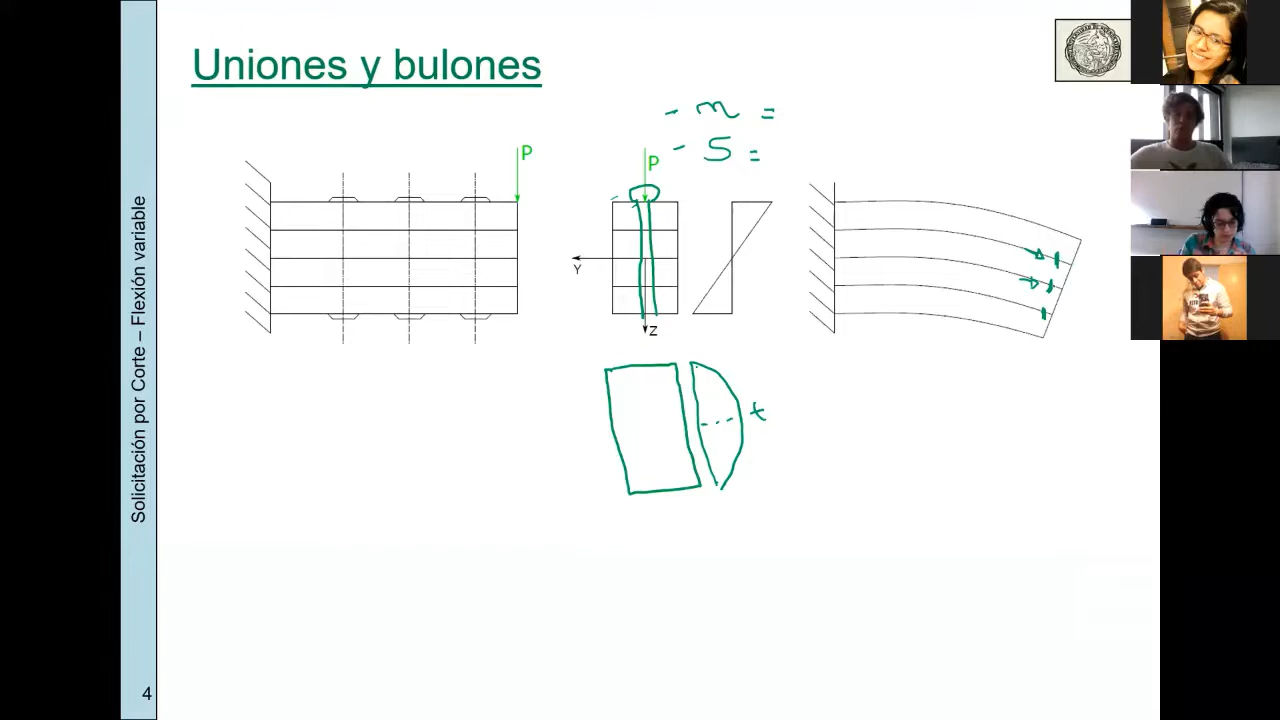 Uniones y bulones
- n =
- S =
P
P
Y
Z
t
Solicitación por Corte – Flexión variable
4